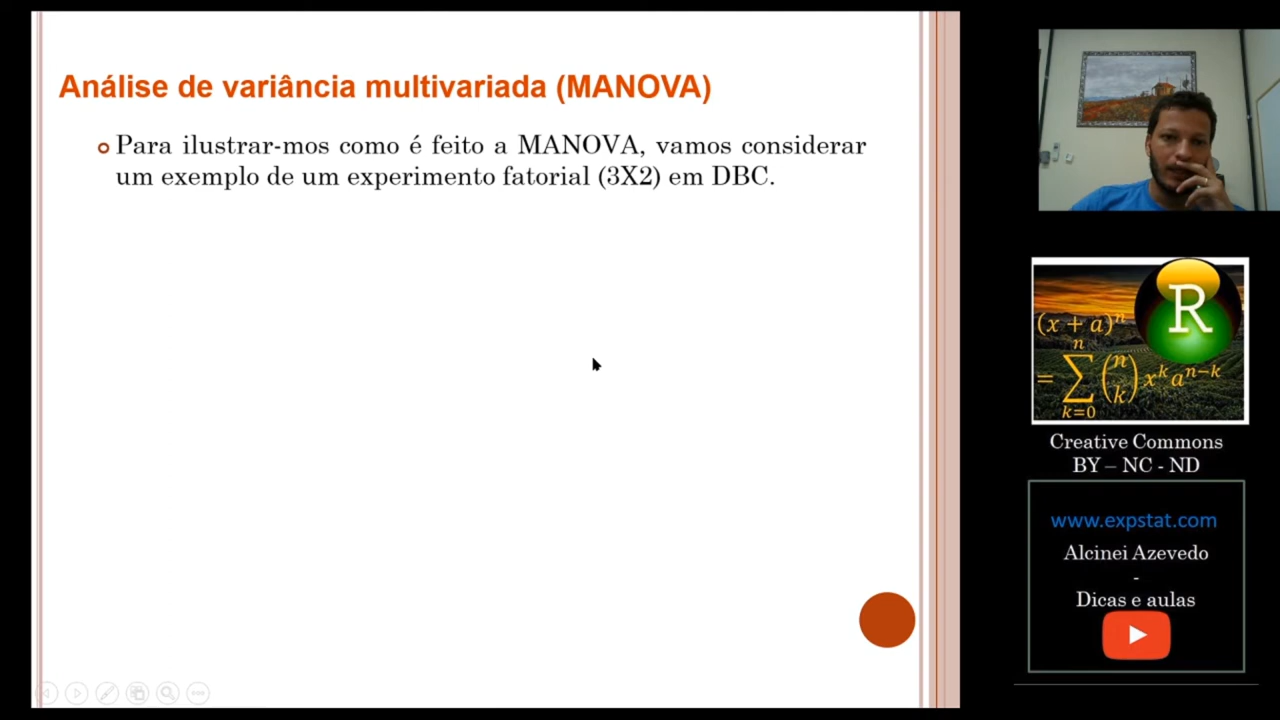 Análise de variância multivariada (MANOVA)
Para ilustrar-mos como é feito a MANOVA, vamos considerar
um exemplo de um experimento fatorial (3X2) em DBC.
R
(x + a)ⁿ
n
= ∑ (n k) xᵏ aⁿ⁻ᵏ
k=0
Creative Commons
BY – NC - ND
www.expstat.com
Alcinei Azevedo
-
Dicas e aulas